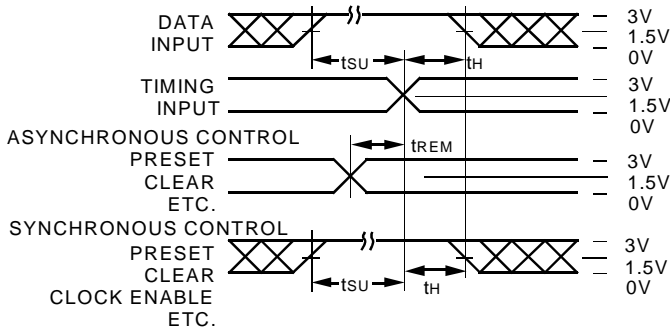 DATA
INPUT
tSU
tH
3V
1.5V
0V
TIMING
INPUT
3V
1.5V
0V
ASYNCHRONOUS CONTROL
PRESET
CLEAR
ETC.
tREM
3V
1.5V
0V
SYNCHRONOUS CONTROL
PRESET
CLEAR
CLOCK ENABLE
ETC.
tSU
tH
3V
1.5V
0V